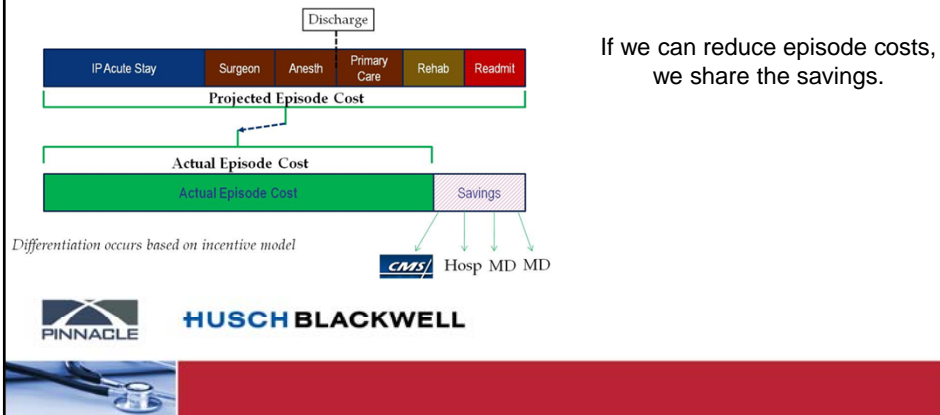 Discharge
IP Acute Stay
Surgeon
Anesth
Primary
Care
Rehab
Readmit
Projected Episode Cost
Actual Episode Cost
Actual Episode Cost
Savings
Differentiation occurs based on incentive model
CMS/ Hosp MD MD
If we can reduce episode costs,
we share the savings.
PINNACLE
HUSCH BLACKWELL